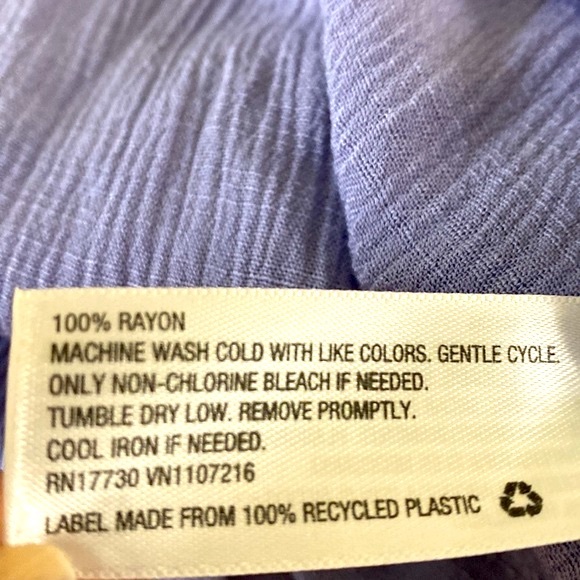 100% RAYON
MACHINE WASH COLD WITH LIKE COLORS. GENTLE CYCLE.
ONLY NON-CHLORINE BLEACH IF NEEDED.
TUMBLE DRY LOW. REMOVE PROMPTLY.
COOL IRON IF NEEDED.
RN17730 VN1107216
LABEL MADE FROM 100% RECYCLED PLASTIC